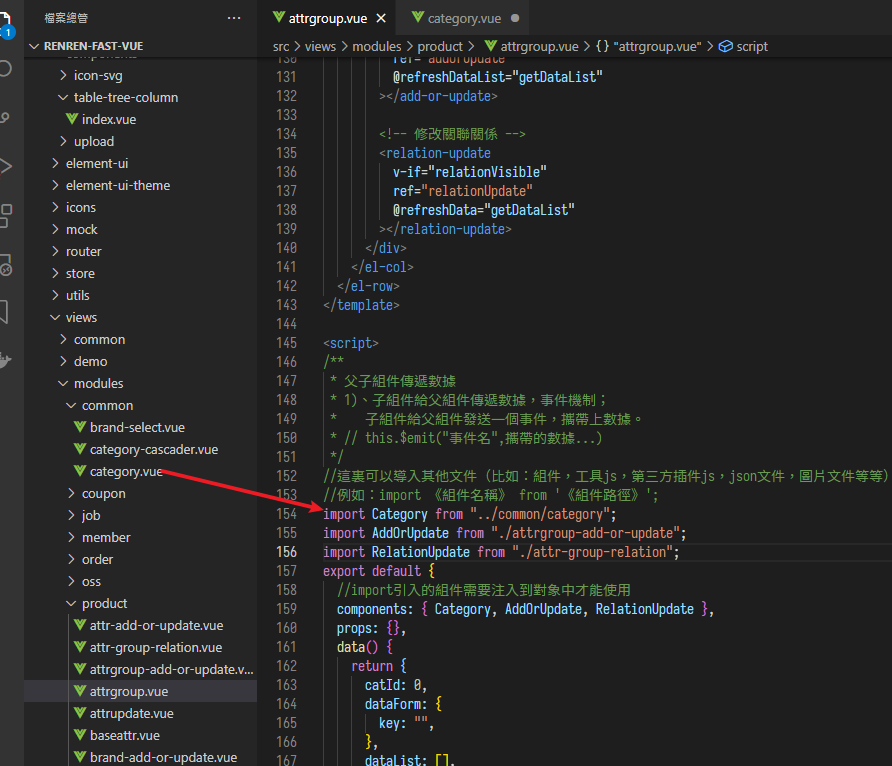 檔案總管 ···
attrgroup.vue
category.vue
1
RENREN-FAST-VUE
src > views > modules > product > attrgroup.vue > {} "attrgroup.vue" > script
components
icon-svg
table-tree-column
index.vue
upload
element-ui
element-ui-theme
icons
mock
router
store
utils
views
common
demo
modules
common
brand-select.vue
category-cascader.vue
category.vue
coupon
job
member
order
oss
product
attr-add-or-update.vue
attr-group-relation.vue
attrgroup-add-or-update.v...
attrgroup.vue
attrupdate.vue
baseattr.vue
brand-add-or-update.vue
130 ref="addOrUpdate"
131 @refreshDataList="getDataList"
132 ></add-or-update>
133
134 <!-- 修改關聯關係 -->
135 <relation-update
136 v-if="relationVisible"
137 ref="relationUpdate"
138 @refreshData="getDataList"
139 ></relation-update>
140 </div>
141 </el-col>
142 </el-row>
143 </template>
144
145 <script>
146 /**
147 * 父子組件傳遞數據
148 * 1)、子組件給父組件傳遞數據，事件機制；
149 * 子組件給父組件發送一個事件，攜帶上數據。
150 * // this.$emit("事件名",攜帶的數據...)
151 */
152 //這裏可以導入其他文件（比如：組件，工具js，第三方插件js，json文件，圖片文件等等）
153 //例如：import 《組件名稱》 from '《組件路徑》';
154 import Category from "../common/category";
155 import AddOrUpdate from "./attrgroup-add-or-update";
156 import RelationUpdate from "./attr-group-relation";
157 export default {
158 //import引入的組件需要注入到對象中才能使用
159 components: { Category, AddOrUpdate, RelationUpdate },
160 props: {},
161 data() {
162 return {
163 catId: 0,
164 dataForm: {
165 key: "",
166 },
167 dataList: [],